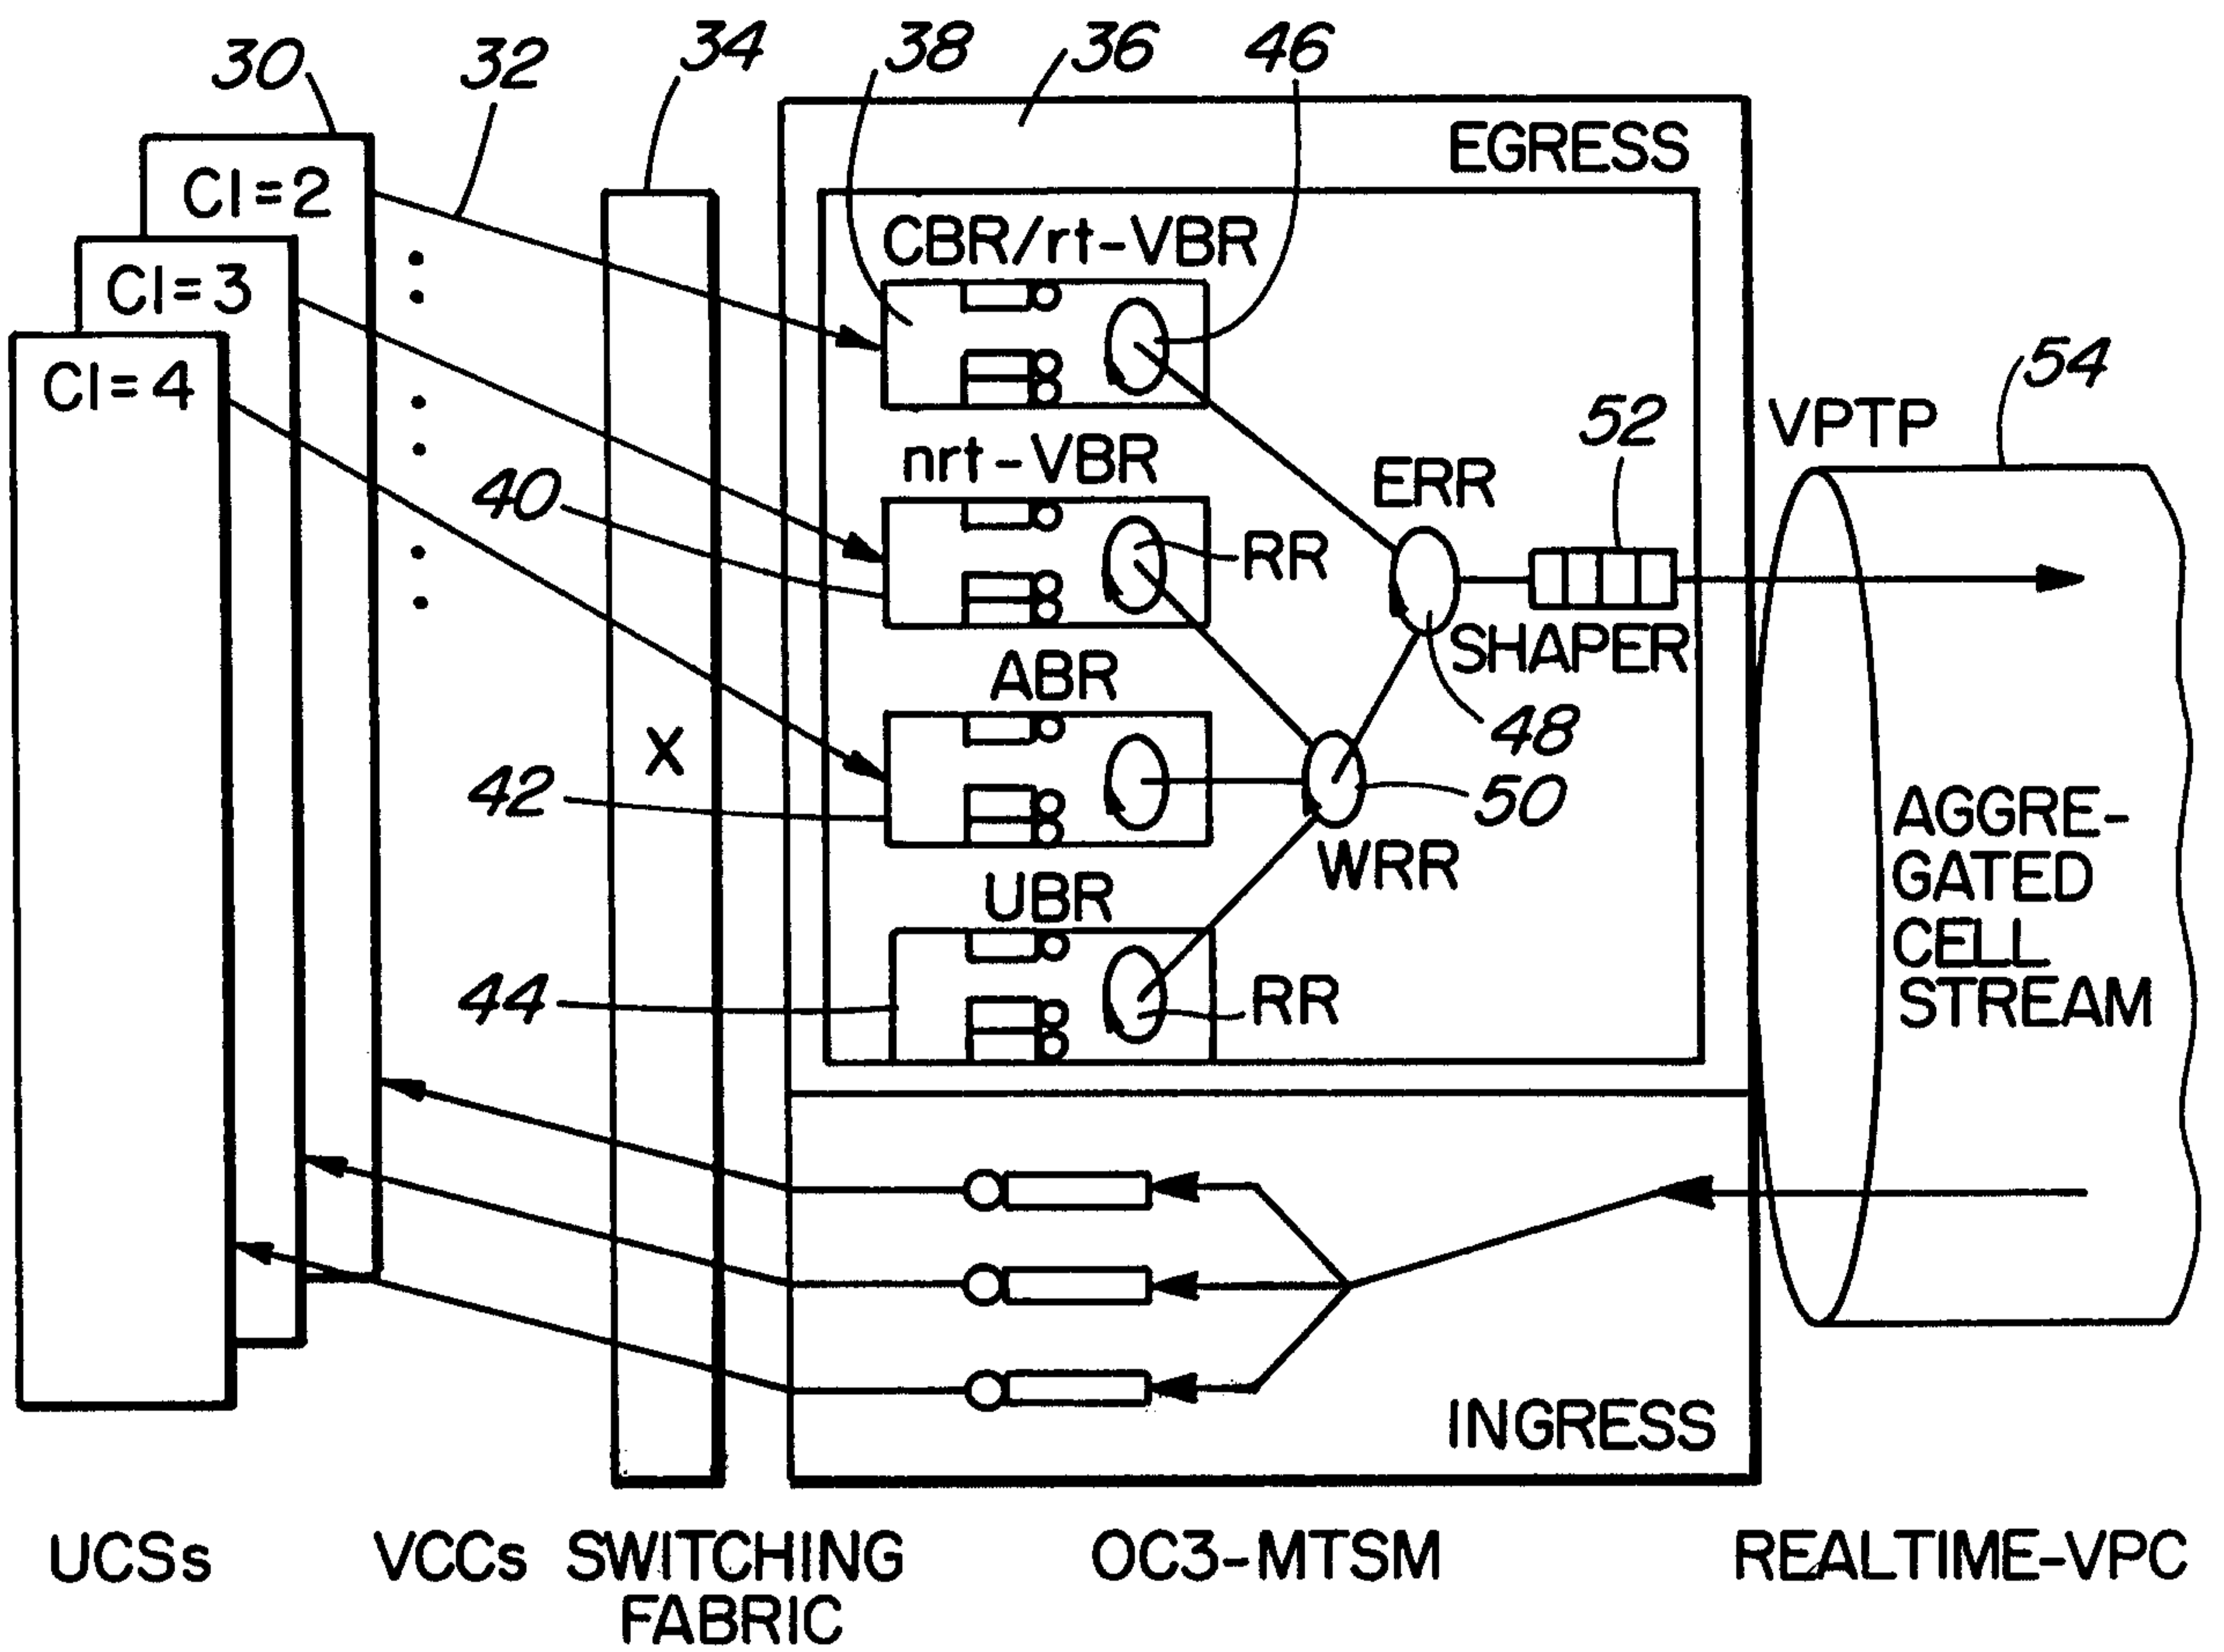 30
32
34
38
36
46
EGRESS
CI=2
CI=3
CI=4
CBR/rt-VBR
54
52
VPTP
nrt-VBR
ERR
40
RR
SHAPER
ABR
48
X
42
50
WRR
AGGRE-
GATED
CELL
STREAM
UBR
44
RR
INGRESS
UCSs
VCCs
SWITCHING
FABRIC
OC3-MTSM
REALTIME-VPC